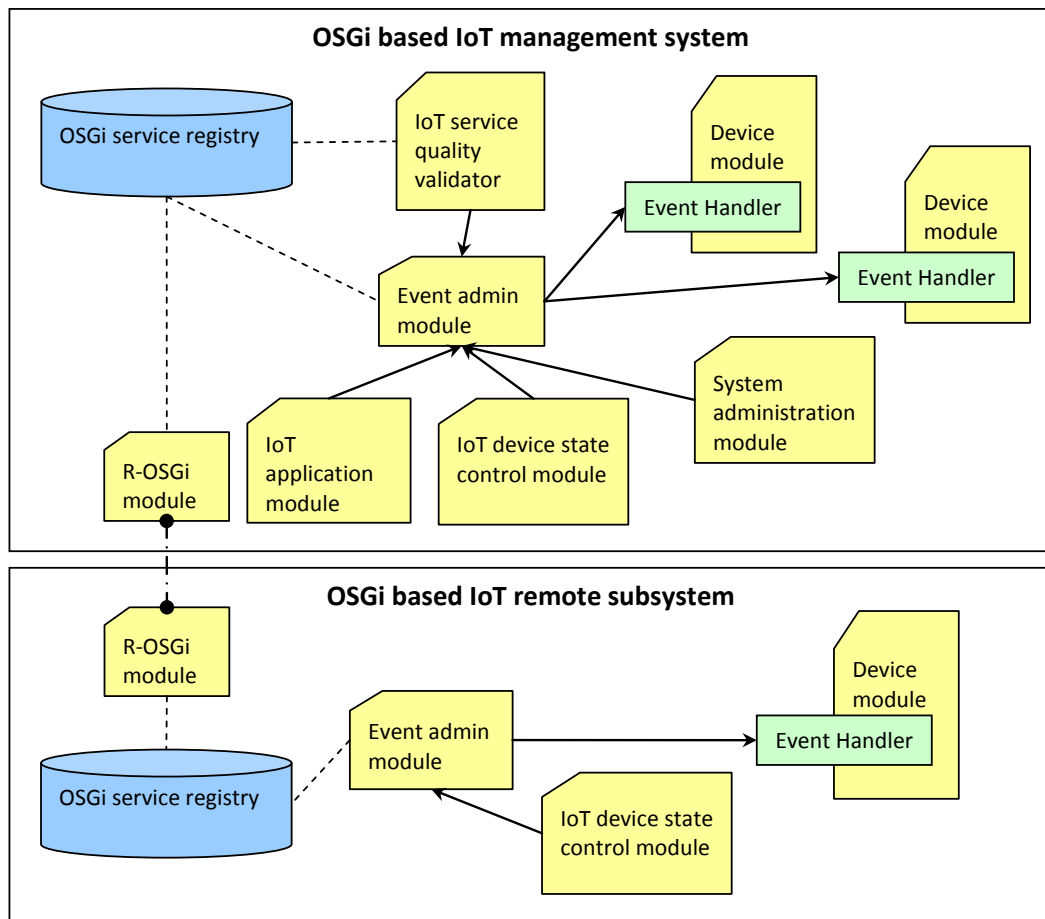 OSGi based IoT management system
OSGi service registry
IoT service
quality
validator
Device
module
Event Handler
Device
module
Event Handler
Event admin
module
System
administration
module
IoT
application
module
IoT device state
control module
R-OSGi
module
OSGi based IoT remote subsystem
R-OSGi
module
Device
module
Event Handler
Event admin
module
OSGi service registry
IoT device state
control module